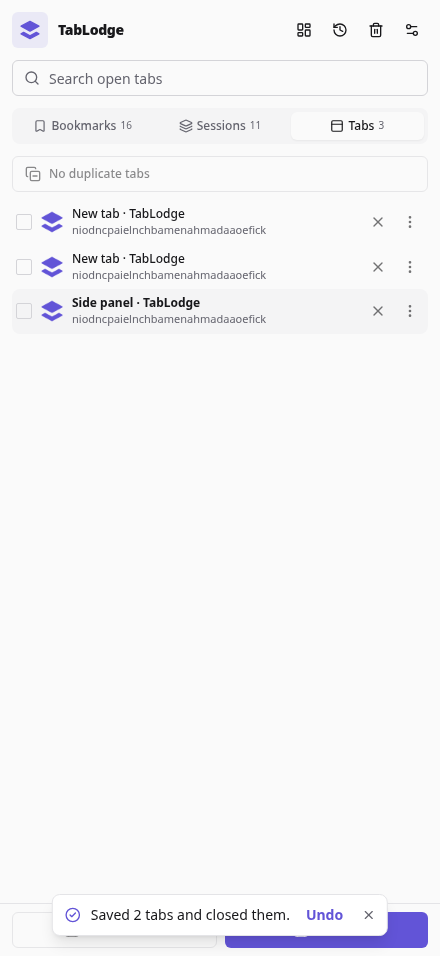 TabLodge
Search open tabs
Bookmarks 16
Sessions 11
Tabs 3
No duplicate tabs
New tab · TabLodge
niodncpaielnchbamenahmadaaoefick
New tab · TabLodge
niodncpaielnchbamenahmadaaoefick
Side panel · TabLodge
niodncpaielnchbamenahmadaaoefick
Saved 2 tabs and closed them. Undo